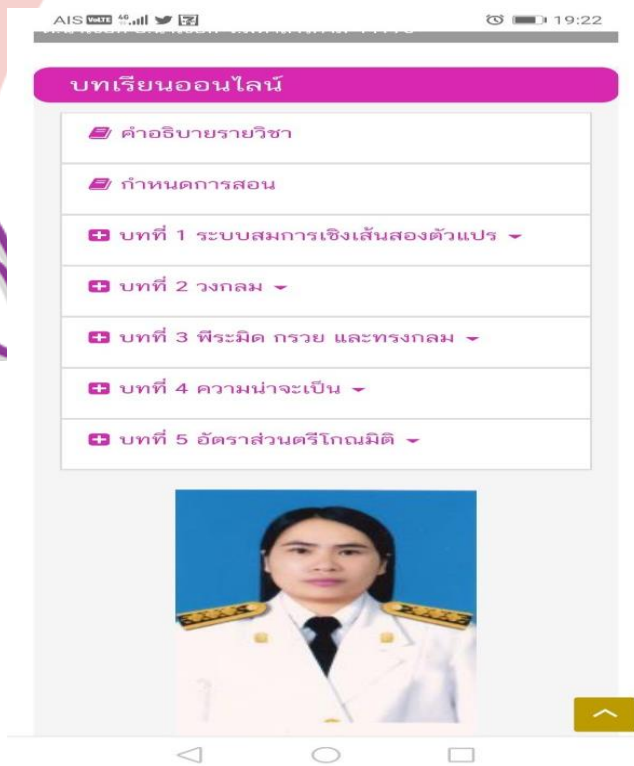 AIS VoLTE 46 19:22
บทเรียนออนไลน์
คำอธิบายรายวิชา
กำหนดการสอน
บทที่ 1 ระบบสมการเชิงเส้นสองตัวแปร
บทที่ 2 วงกลม
บทที่ 3 พีระมิด กรวย และทรงกลม
บทที่ 4 ความน่าจะเป็น
บทที่ 5 อัตราส่วนตรีโกณมิติ